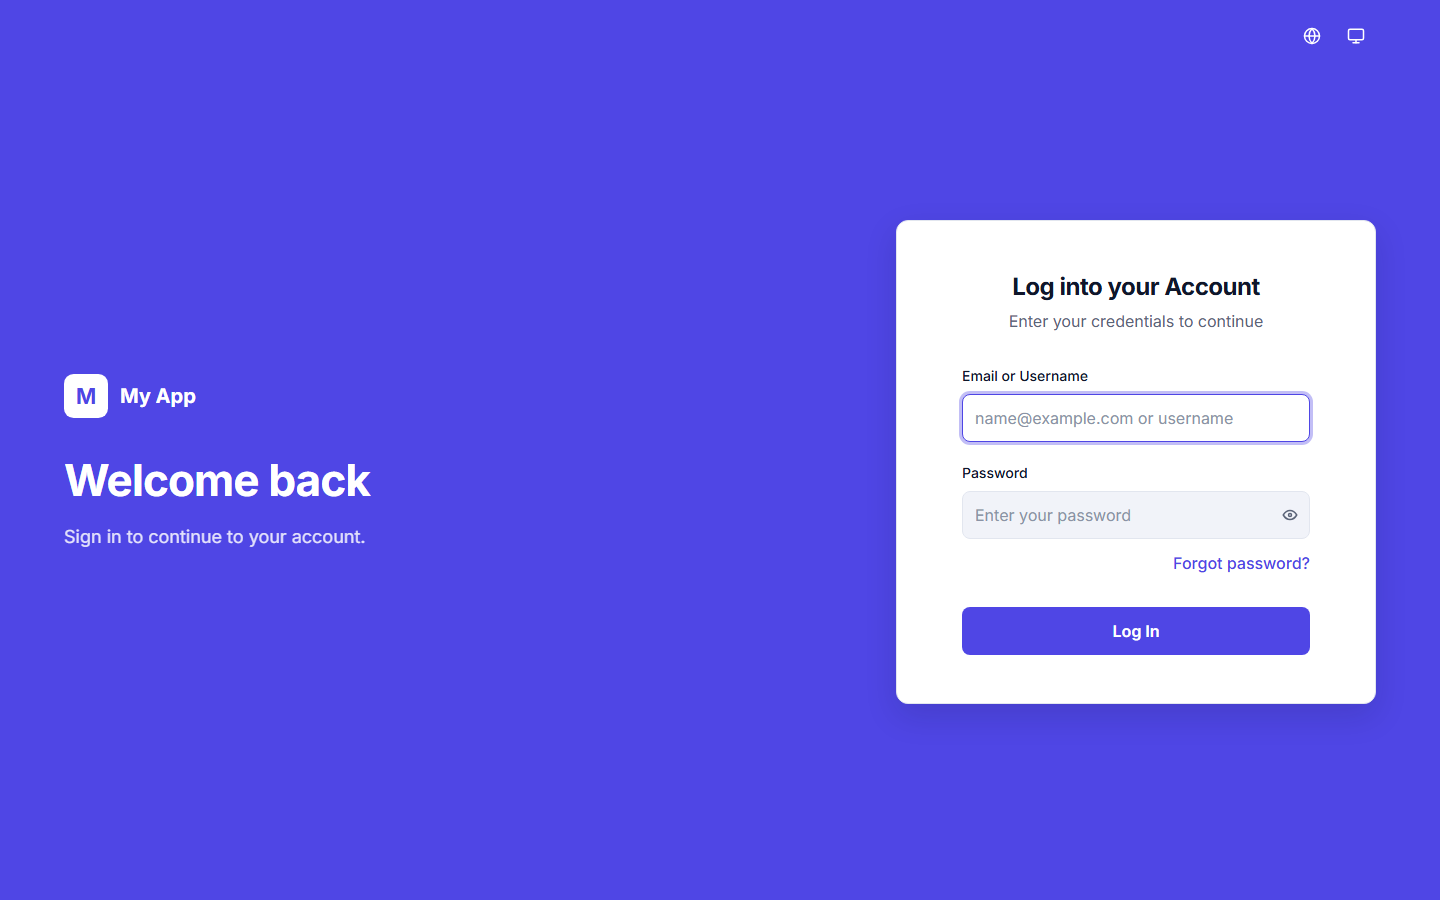 M My App
Welcome back
Sign in to continue to your account.
Log into your Account
Enter your credentials to continue
Email or Username
name@example.com or username
Password
Enter your password
Forgot password?
Log In